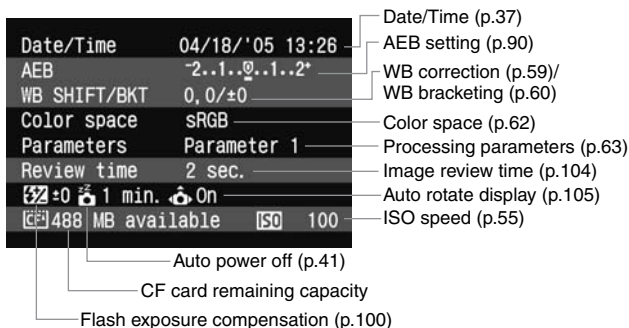 Date/Time 04/18/'05 13:26
AEB -2..1..0..1..2+
WB SHIFT/BKT 0,0/±0
Color space sRGB
Parameters Parameter 1
Review time 2 sec.
±0 1 min. On
CF 488 MB available ISO 100
Date/Time (p.37)
AEB setting (p.90)
WB correction (p.59)/
WB bracketing (p.60)
Color space (p.62)
Processing parameters (p.63)
Image review time (p.104)
Auto rotate display (p.105)
ISO speed (p.55)
Auto power off (p.41)
CF card remaining capacity
Flash exposure compensation (p.100)